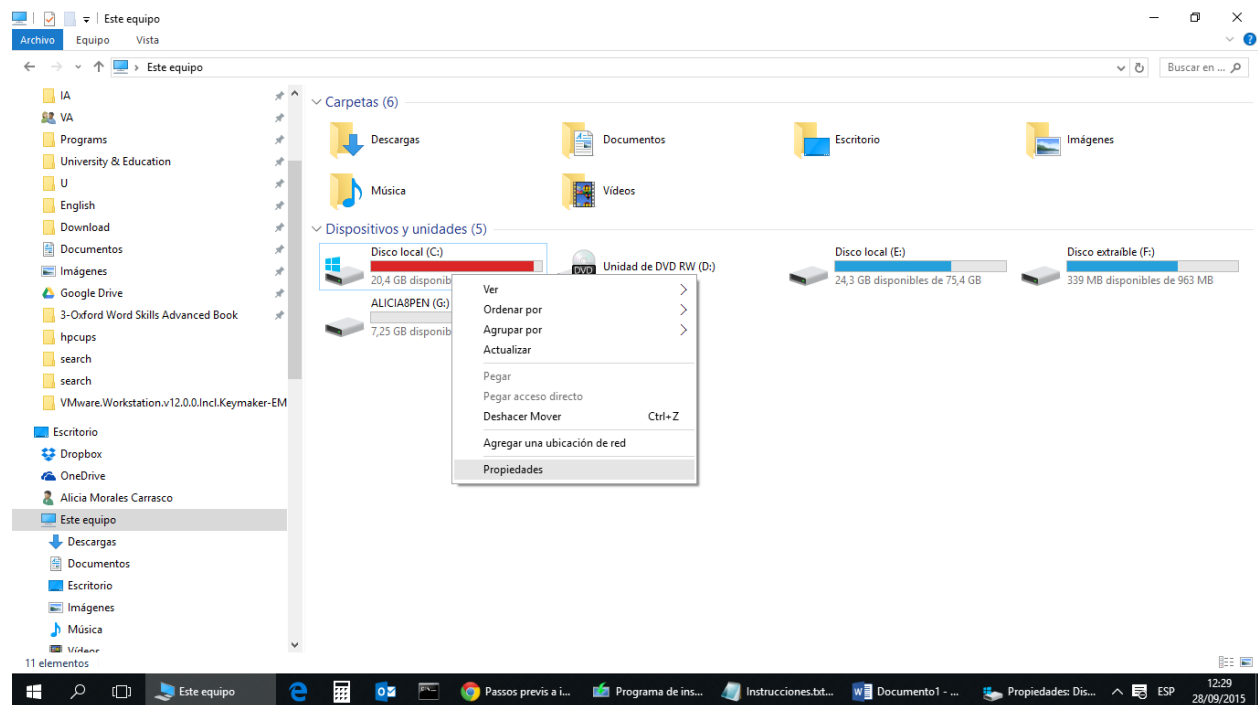 Este equipo
Archivo Equipo Vista
Este equipo
Buscar en ...
IA
VA
Programs
University & Education
U
English
Download
Documentos
Imágenes
Google Drive
3-Oxford Word Skills Advanced Book
hpcups
search
search
VMware.Workstation.v12.0.0.Incl.Keymaker-EM
Escritorio
Dropbox
OneDrive
Alicia Morales Carrasco
Este equipo
Descargas
Documentos
Escritorio
Imágenes
Música
Vídeos
11 elementos
Carpetas (6)
Descargas
Documentos
Escritorio
Imágenes
Música
Vídeos
Dispositivos y unidades (5)
Disco local (C:)
20,4 GB disponib
DVD
Unidad de DVD RW (D:)
Disco local (E:)
24,3 GB disponibles de 75,4 GB
Disco extraíble (F:)
339 MB disponibles de 963 MB
ALICIA8PEN (G:)
7,25 GB disponib
Ver
Ordenar por
Agrupar por
Actualizar
Pegar
Pegar acceso directo
Deshacer Mover Ctrl+Z
Agregar una ubicación de red
Propiedades
Este equipo
Passos previs a i...
Programa de ins...
Instrucciones.txt...
Documento1 - ...
Propiedades: Dis...
ESP
12:29
28/09/2015